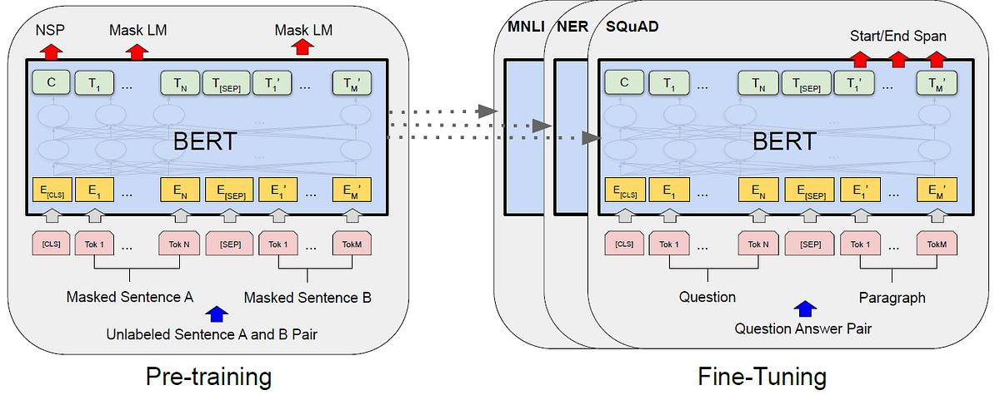 NSP Mask LM Mask LM
C T1 ... TN T[SEP] T1’ ... TM’
...
BERT
...
E[CLS] E1 ... EN E[SEP] E1’ ... EM’
[CLS] Tok 1 ... Tok N [SEP] Tok 1 ... TokM
Masked Sentence A Masked Sentence B
Unlabeled Sentence A and B Pair
Pre-training
MNLI NER SQuAD
Start/End Span
C T1 ... TN T[SEP] T1’ ... TM’
...
BERT
...
E[CLS] E1 ... EN E[SEP] E1’ ... EM’
[CLS] Tok 1 ... Tok N [SEP] Tok 1 ... TokM
Question Paragraph
Question Answer Pair
Fine-Tuning